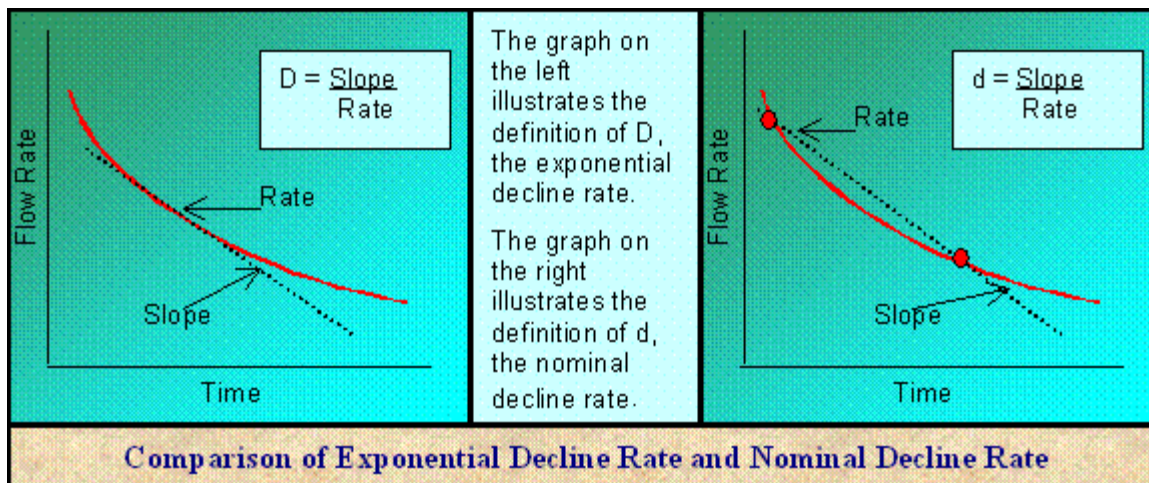 Flow Rate
D = Slope
Rate
Rate
Slope
Time
The graph on
the left
illustrates the
definition of D,
the exponential
decline rate.
The graph on
the right
illustrates the
definition of d,
the nominal
decline rate.
Flow Rate
d = Slope
Rate
Rate
Slope
Time
Comparison of Exponential Decline Rate and Nominal Decline Rate